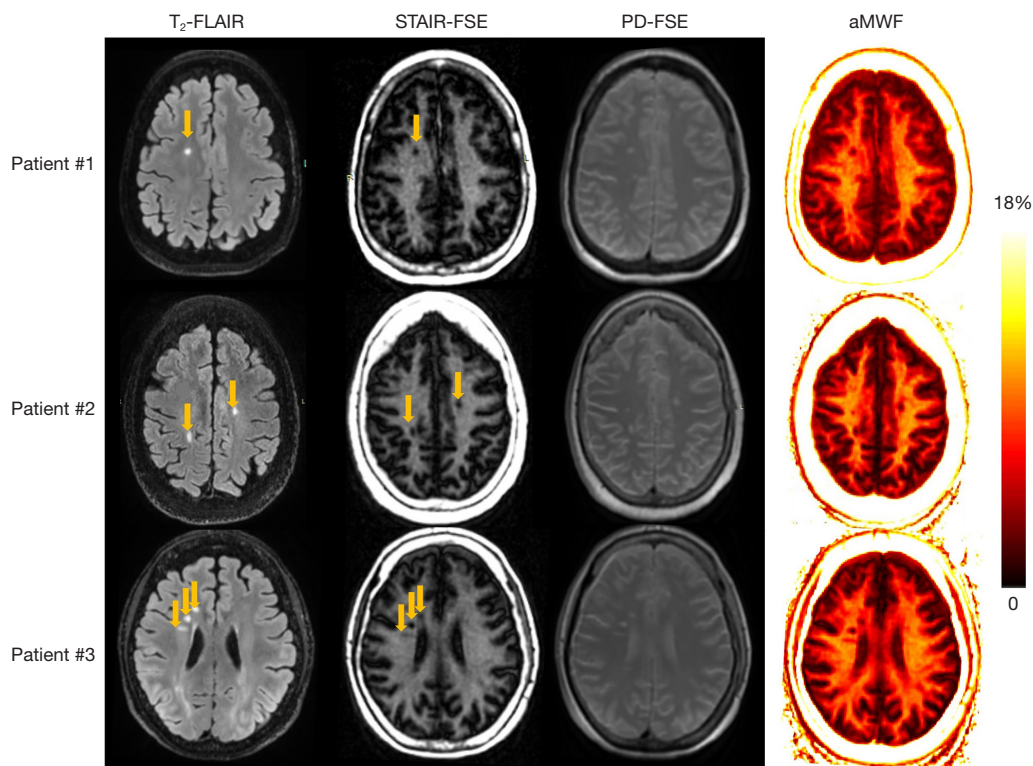 T₂-FLAIR STAIR-FSE PD-FSE aMWF
Patient #1
18%
Patient #2
0
Patient #3